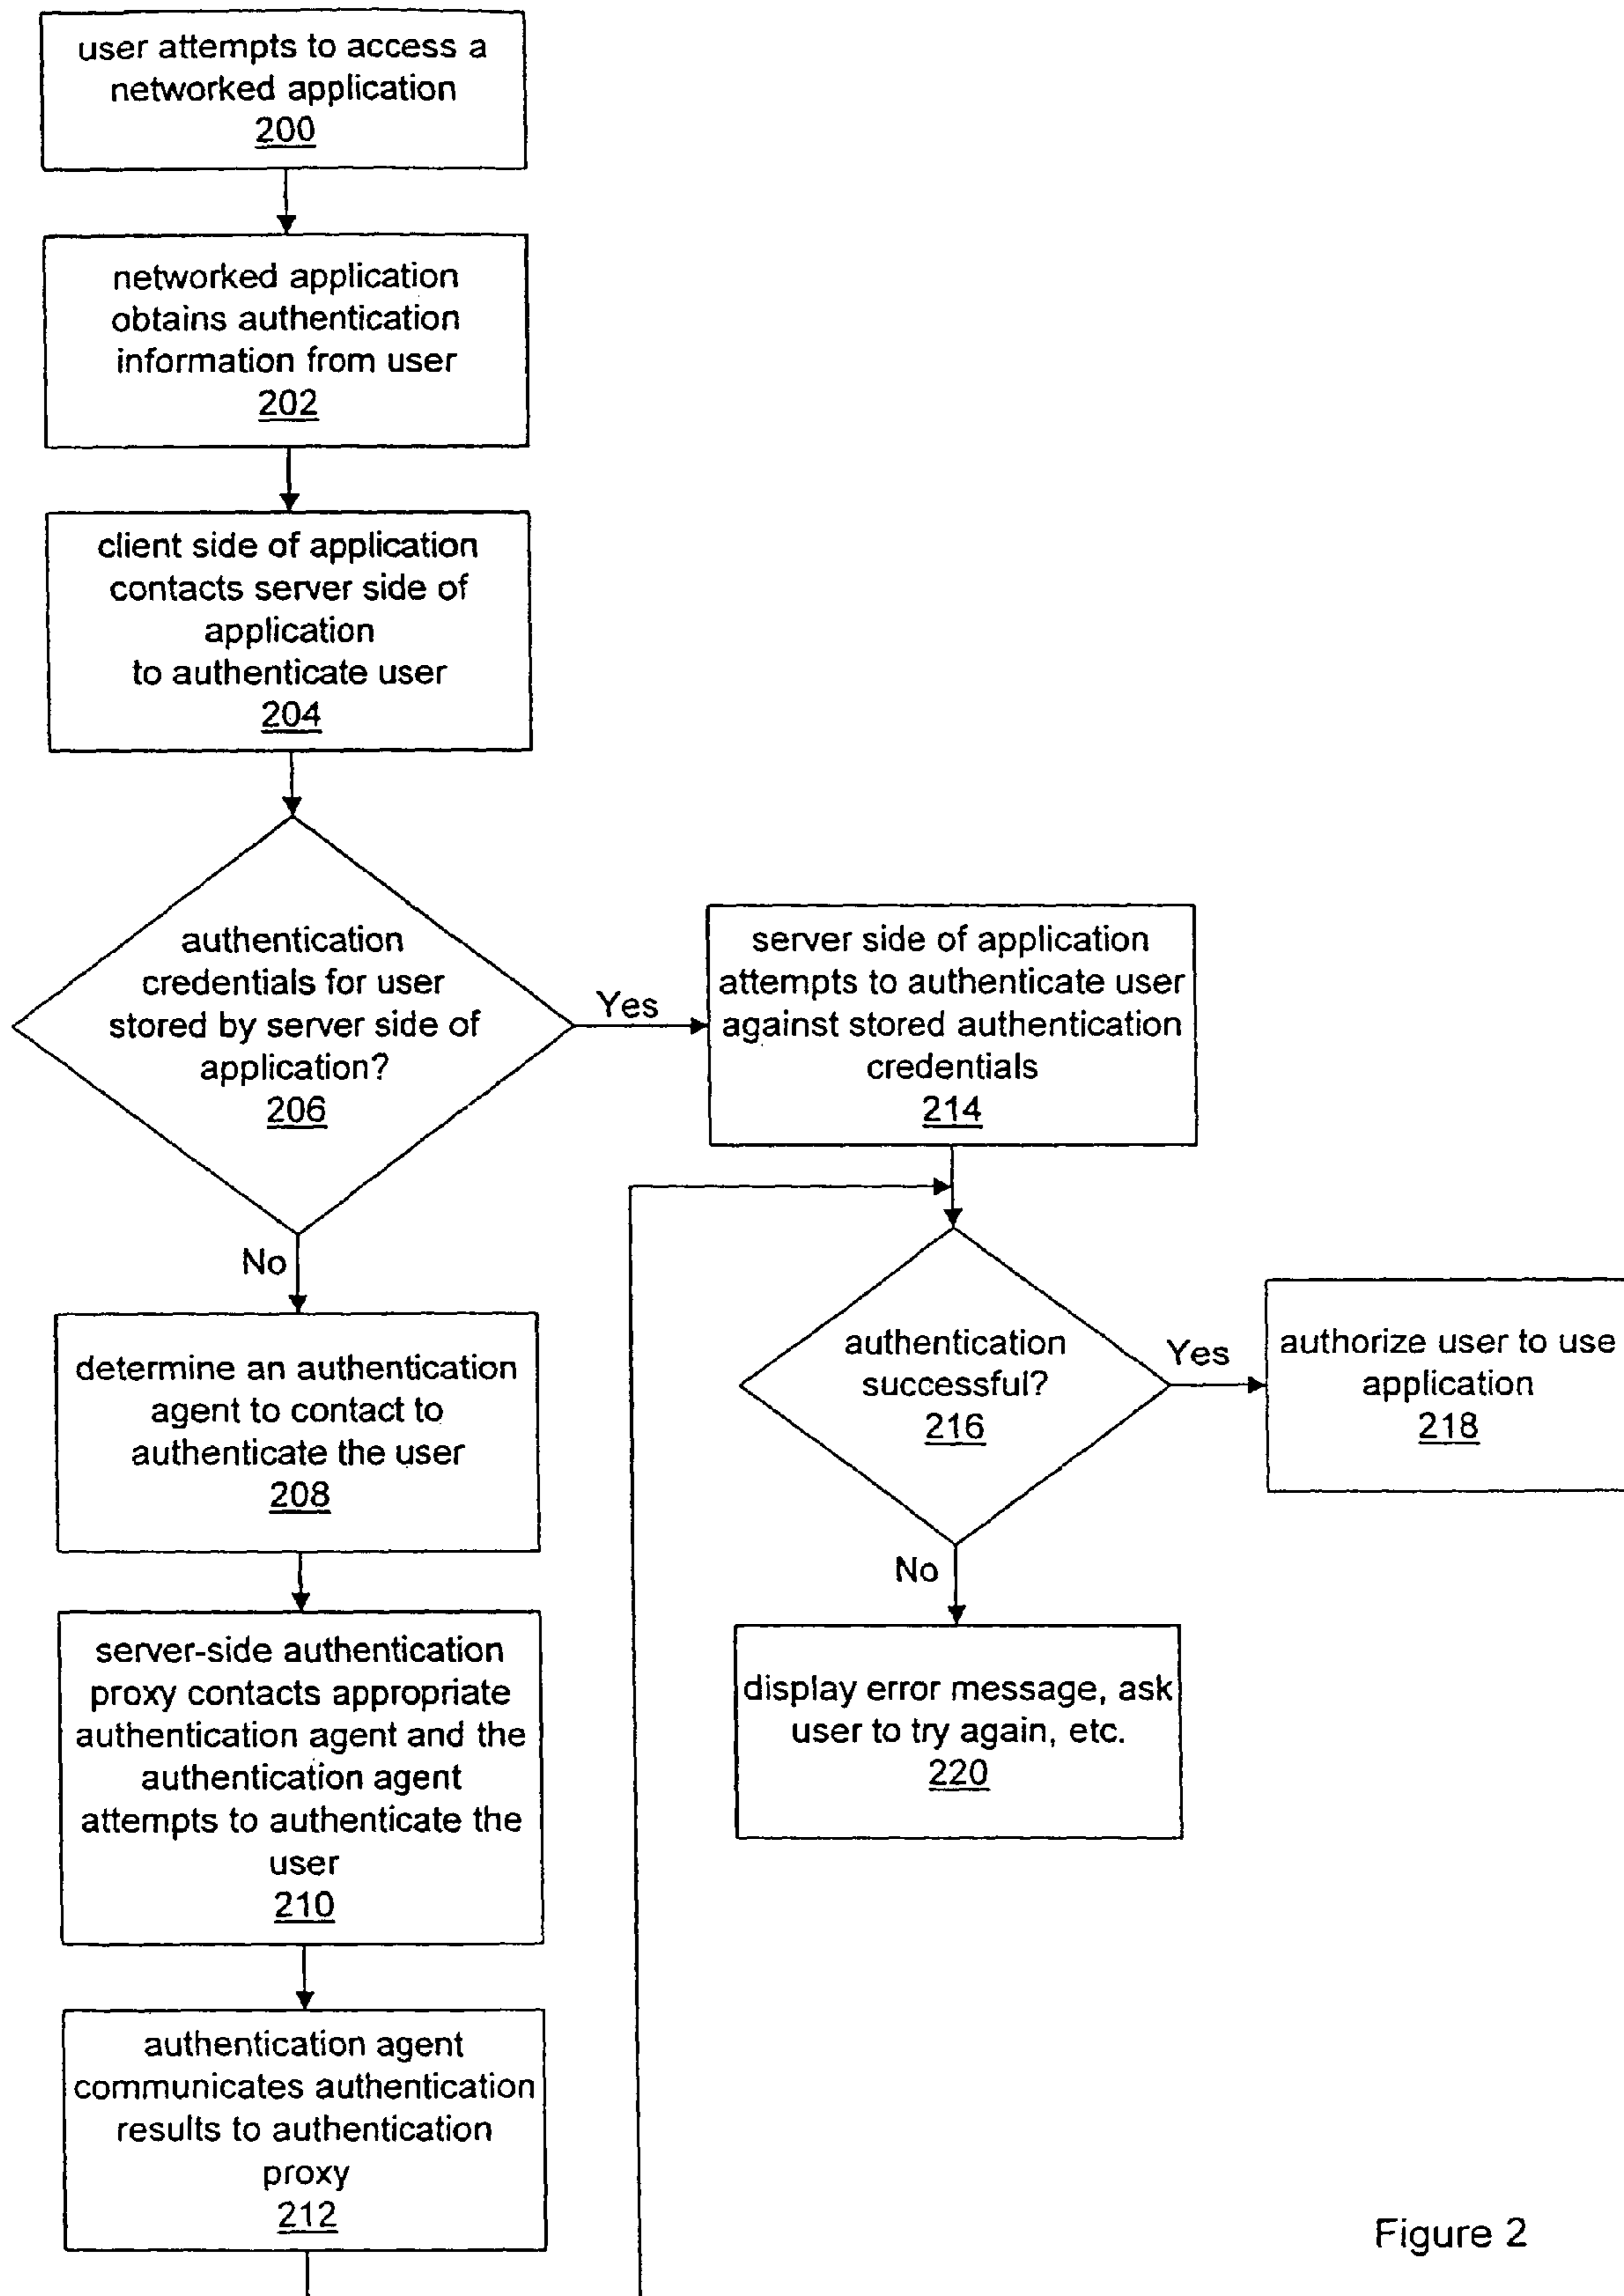 user attempts to access a
networked application
200
networked application
obtains authentication
information from user
202
client side of application
contacts server side of
application
to authenticate user
204
authentication
credentials for user
stored by server side of
application?
206
Yes
server side of application
attempts to authenticate user
against stored authentication
credentials
214
No
determine an authentication
agent to contact to
authenticate the user
208
authentication
successful?
216
Yes
authorize user to use
application
218
No
server-side authentication
proxy contacts appropriate
authentication agent and the
authentication agent
attempts to authenticate the
user
210
display error message, ask
user to try again, etc.
220
authentication agent
communicates authentication
results to authentication
proxy
212
Figure 2